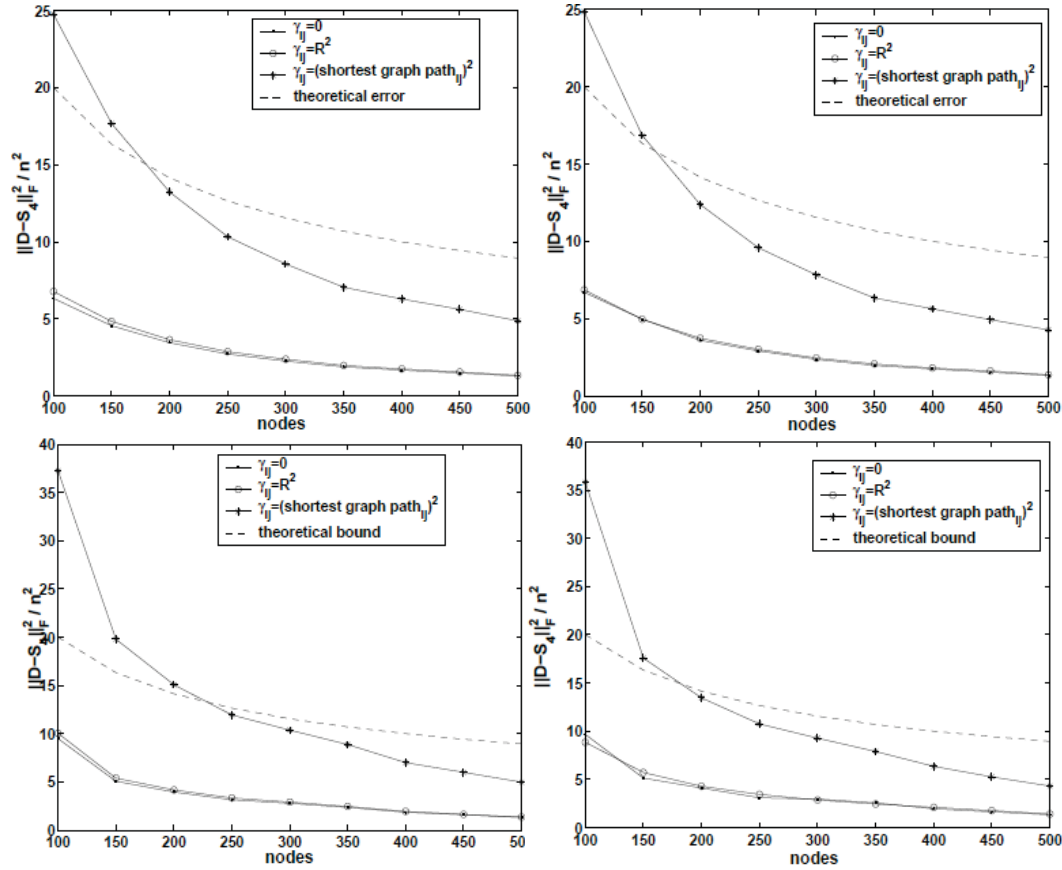 25
20
15
10
5
0
||D−S₄||²F / n²
γIJ=0
γIJ=R²
γIJ=(shortest graph pathIJ)²
theoretical error
100 150 200 250 300 350 400 450 500
nodes
25
20
15
10
5
0
||D−S₄||²F / n²
γIJ=0
γIJ=R²
γIJ=(shortest graph pathIJ)²
theoretical error
100 150 200 250 300 350 400 450 500
nodes
40
35
30
25
20
15
10
5
0
||D−S₄||²F / n²
γIJ=0
γIJ=R²
γIJ=(shortest graph pathIJ)²
theoretical bound
100 150 200 250 300 350 400 450 50
nodes
40
35
30
25
20
15
10
5
0
||D−S₄||²F / n²
γIJ=0
γIJ=R²
γIJ=(shortest graph pathIJ)²
theoretical bound
100 150 200 250 300 350 400 450 500
nodes